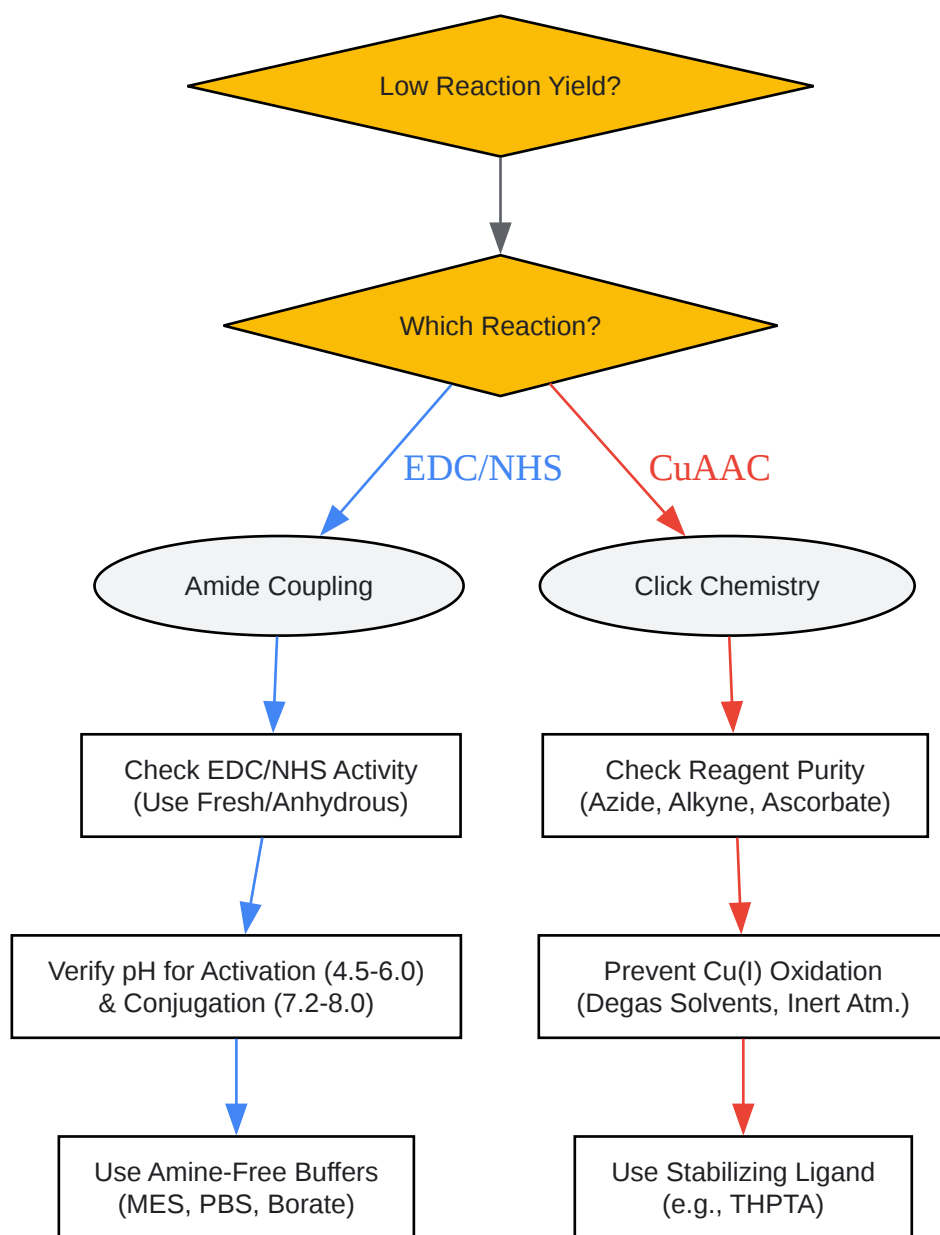 Low Reaction Yield?
Which Reaction?
EDC/NHS
CuAAC
Amide Coupling
Click Chemistry
Check EDC/NHS Activity
(Use Fresh/Anhydrous)
Check Reagent Purity
(Azide, Alkyne, Ascorbate)
Verify pH for Activation (4.5-6.0)
& Conjugation (7.2-8.0)
Prevent Cu(I) Oxidation
(Degas Solvents, Inert Atm.)
Use Amine-Free Buffers
(MES, PBS, Borate)
Use Stabilizing Ligand
(e.g., THPTA)